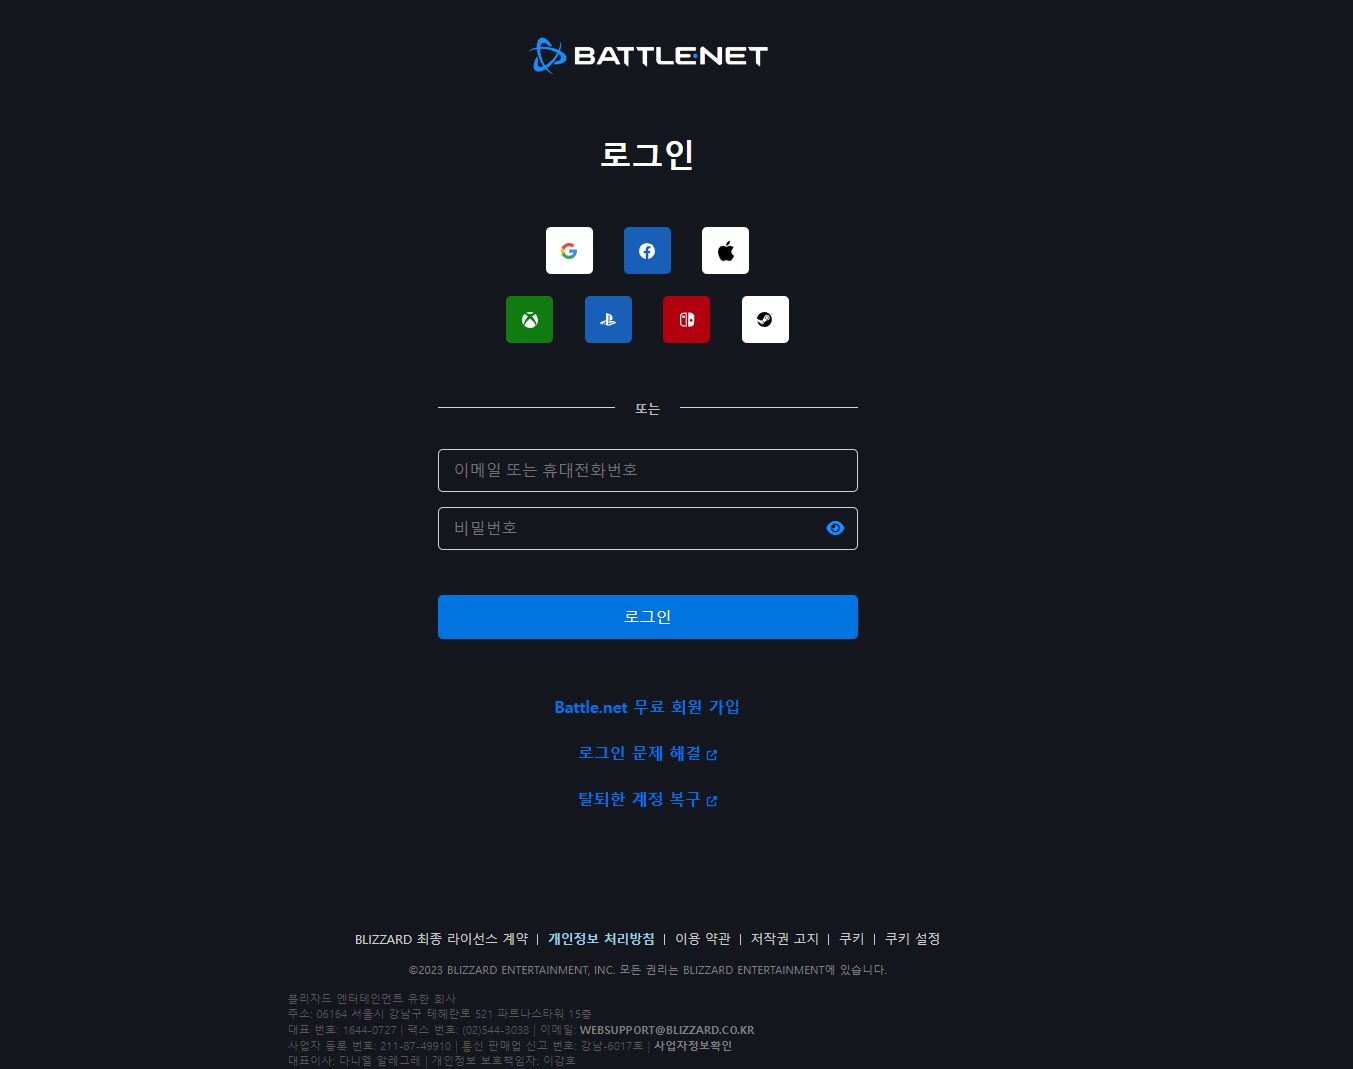 BATTLE.NET
로그인
또는
이메일 또는 휴대전화번호
비밀번호
로그인
Battle.net 무료 회원 가입
로그인 문제 해결
탈퇴한 계정 복구
BLIZZARD 최종 라이선스 계약 | 개인정보 처리방침 | 이용 약관 | 저작권 고지 | 쿠키 | 쿠키 설정
©2023 BLIZZARD ENTERTAINMENT, INC. 모든 권리는 BLIZZARD ENTERTAINMENT에 있습니다.
블리자드 엔터테인먼트 유한 회사
주소: 06164 서울시 강남구 테헤란로 521 파르나스타워 15층
대표 번호: 1644-0727 | 팩스 번호: (02)544-3038 | 이메일: WEBSUPPORT@BLIZZARD.CO.KR
사업자 등록 번호: 211-87-49910 | 통신 판매업 신고 번호: 강남-6017호 | 사업자정보확인
대표이사: 다니엘 알레그레 | 개인정보 보호책임자: 이강호